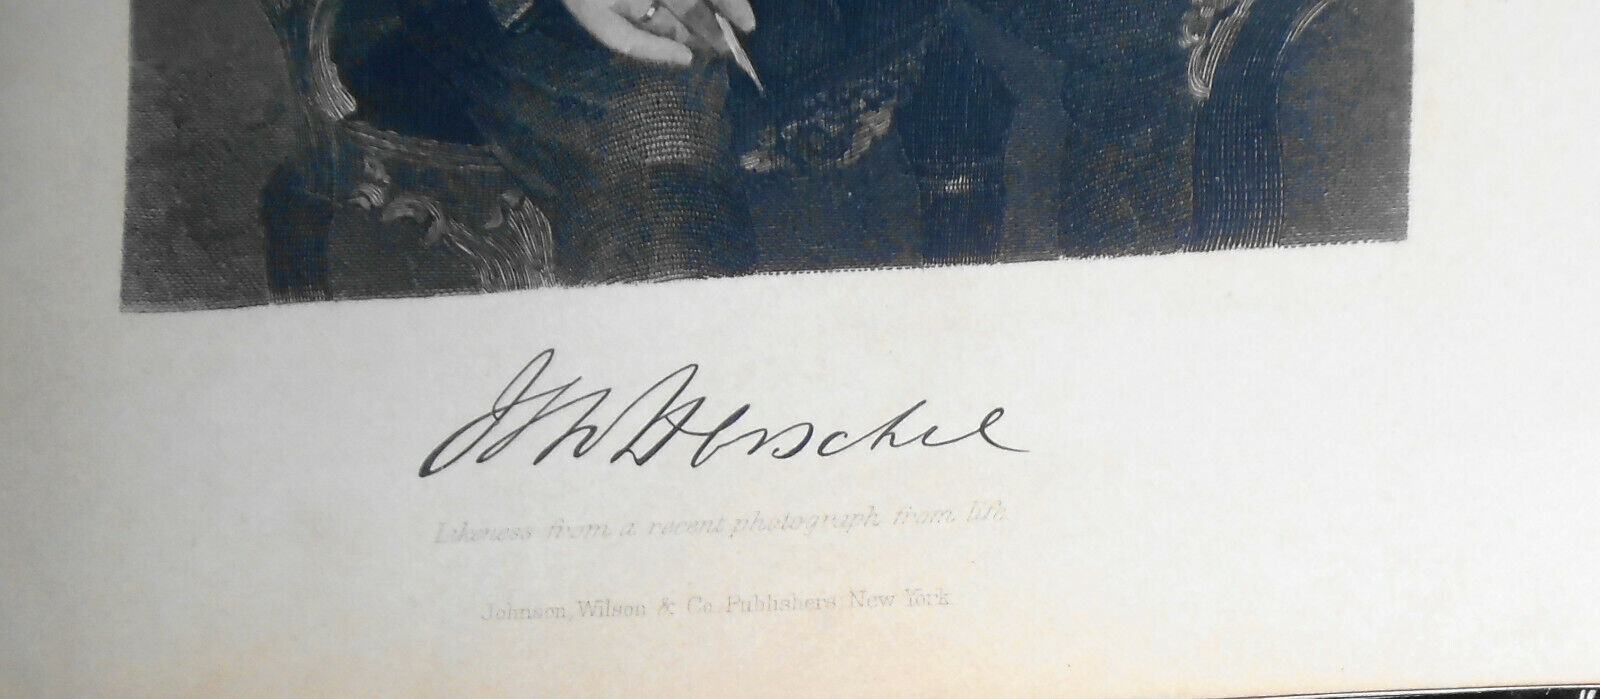 JFW Herschel
Likeness from a recent photograph from life.
Johnson, Wilson & Co. Publishers, New York